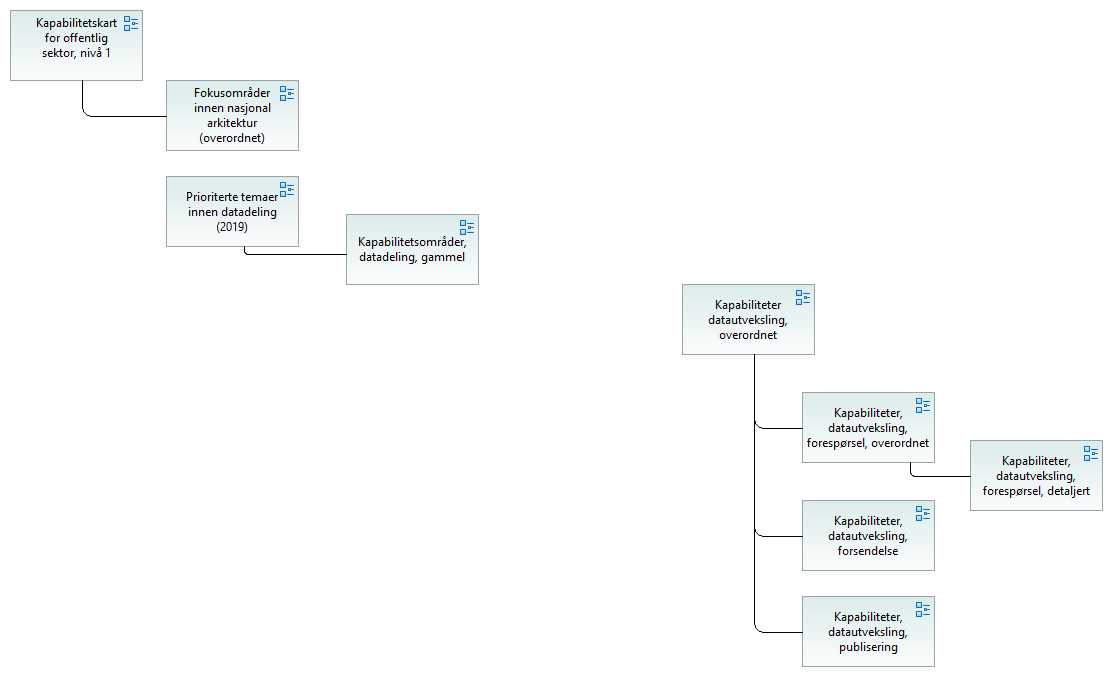 Kapabilitetskart
for offentlig
sektor, nivå 1
Fokusområder
innen nasjonal
arkitektur
(overordnet)
Prioriterte temaer
innen datadeling
(2019)
Kapabilitetsområder,
datadeling, gammel
Kapabiliteter
datautveksling,
overordnet
Kapabiliteter,
datautveksling,
forespørsel, overordnet
Kapabiliteter,
datautveksling,
forespørsel, detaljert
Kapabiliteter,
datautveksling,
forsendelse
Kapabiliteter,
datautveksling,
publisering